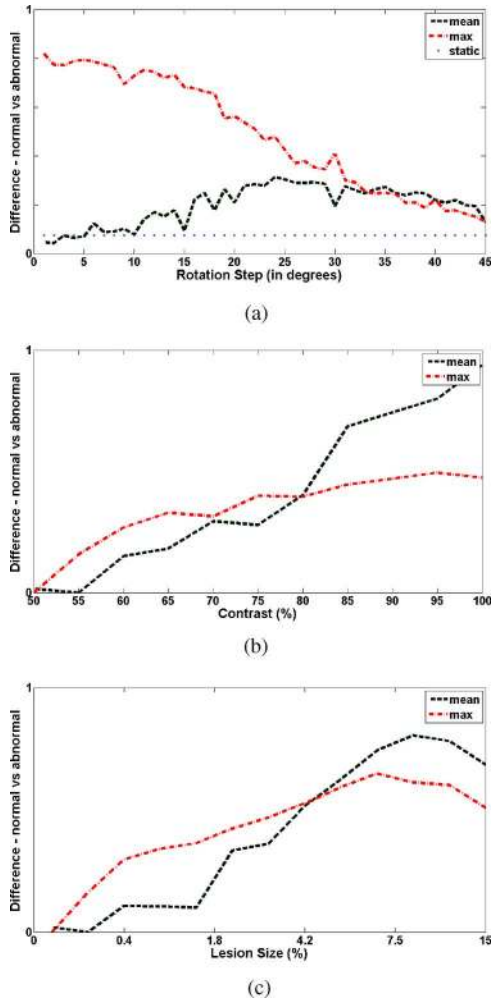 1
mean
max
static
Difference - normal vs abnormal
0
0 5 10 15 20 25 30 35 40 45
Rotation Step (in degrees)
(a)
1
mean
max
Difference - normal vs abnormal
0
50 55 60 65 70 75 80 85 90 95 100
Contrast (%)
(b)
1
mean
max
Difference - normal vs abnormal
0
0 0.4 1.8 4.2 7.5 15
Lesion Size (%)
(c)